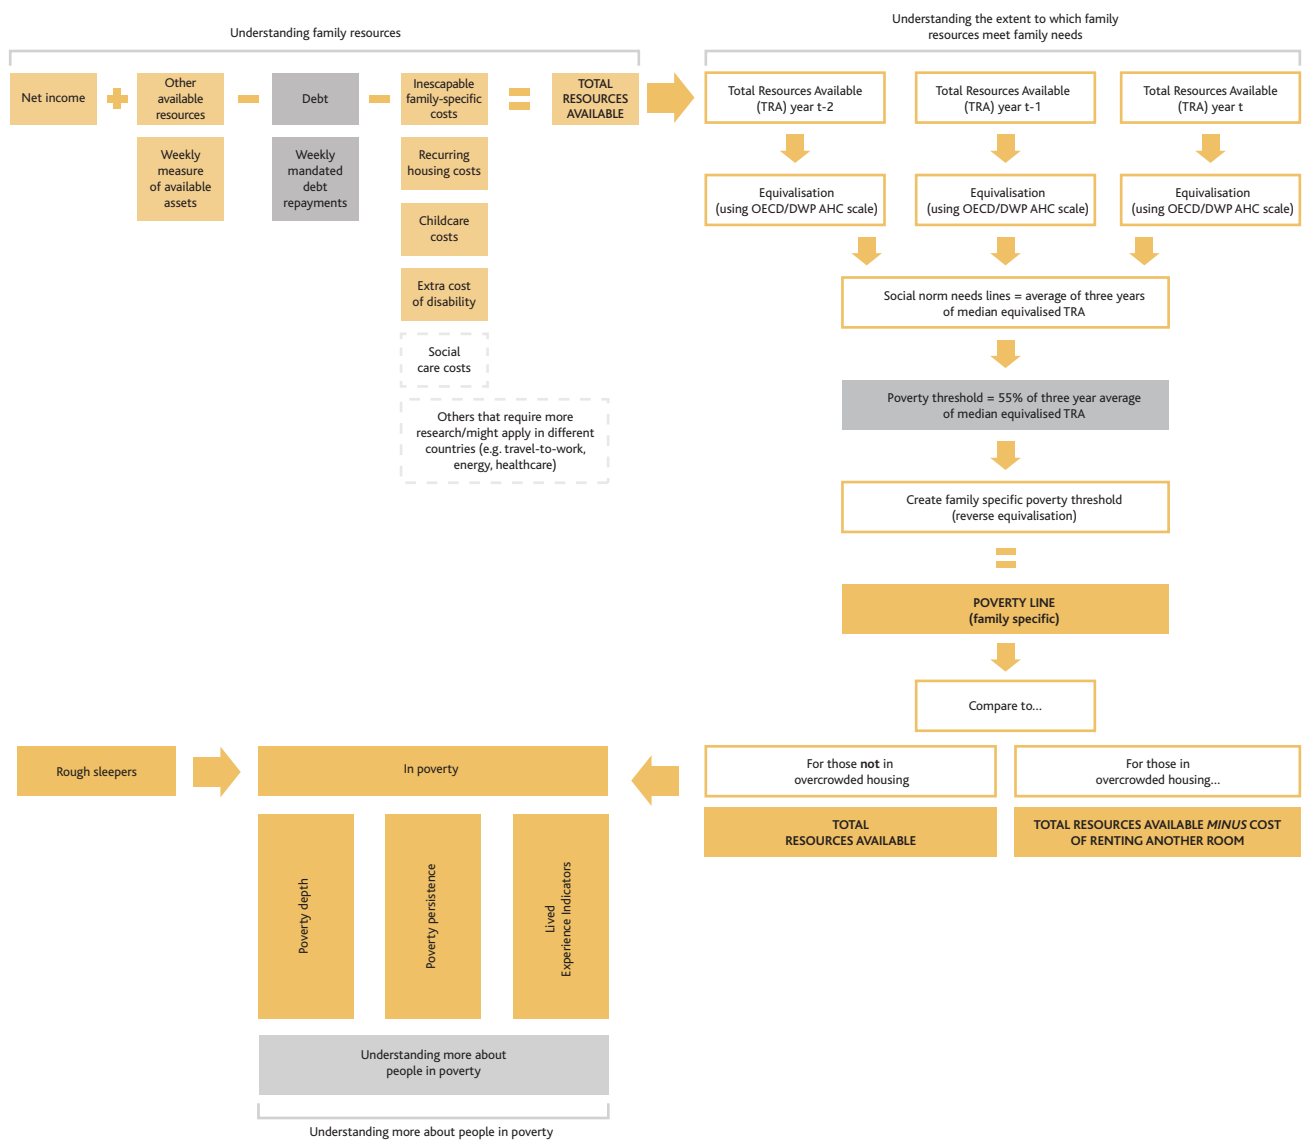 Understanding family resources
Net income
Other
available
resources
Debt
Inescapable
family-specific
costs
TOTAL
RESOURCES
AVAILABLE
Weekly
measure
of available
assets
Weekly
mandated
debt
repayments
Recurring
housing costs
Childcare
costs
Extra cost
of disability
Social
care costs
Others that require more
research/might apply in different
countries (e.g. travel-to-work,
energy, healthcare)
Understanding the extent to which family
resources meet family needs
Total Resources Available
(TRA) year t-2
Total Resources Available
(TRA) year t-1
Total Resources Available
(TRA) year t
Equivalisation
(using OECD/DWP AHC scale)
Equivalisation
(using OECD/DWP AHC scale)
Equivalisation
(using OECD/DWP AHC scale)
Social norm needs lines = average of three years
of median equivalised TRA
Poverty threshold = 55% of three year average
of median equivalised TRA
Create family specific poverty threshold
(reverse equivalisation)
POVERTY LINE
(family specific)
Compare to...
For those not in
overcrowded housing
For those in
overcrowded housing...
TOTAL
RESOURCES AVAILABLE
TOTAL RESOURCES AVAILABLE MINUS COST
OF RENTING ANOTHER ROOM
Rough sleepers
In poverty
Poverty depth
Poverty persistence
Lived
Experience Indicators
Understanding more about
people in poverty
Understanding more about people in poverty